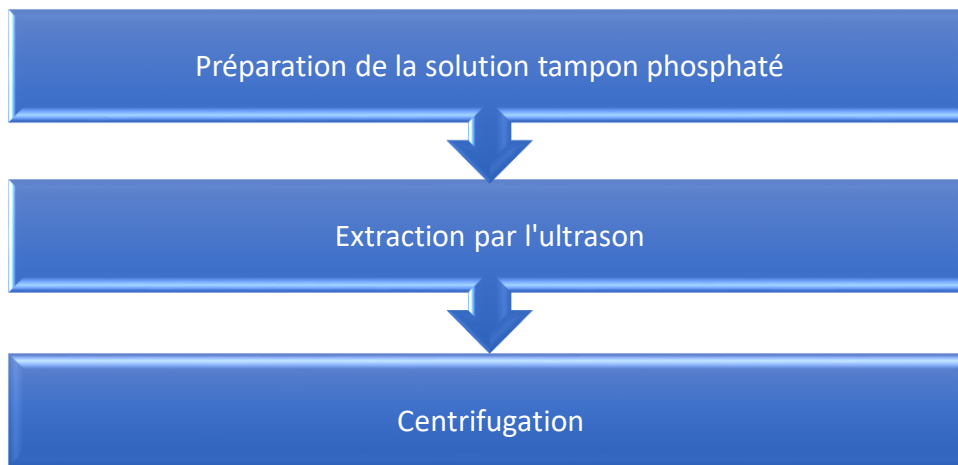 Préparation de la solution tampon phosphaté
Extraction par l'ultrason
Centrifugation